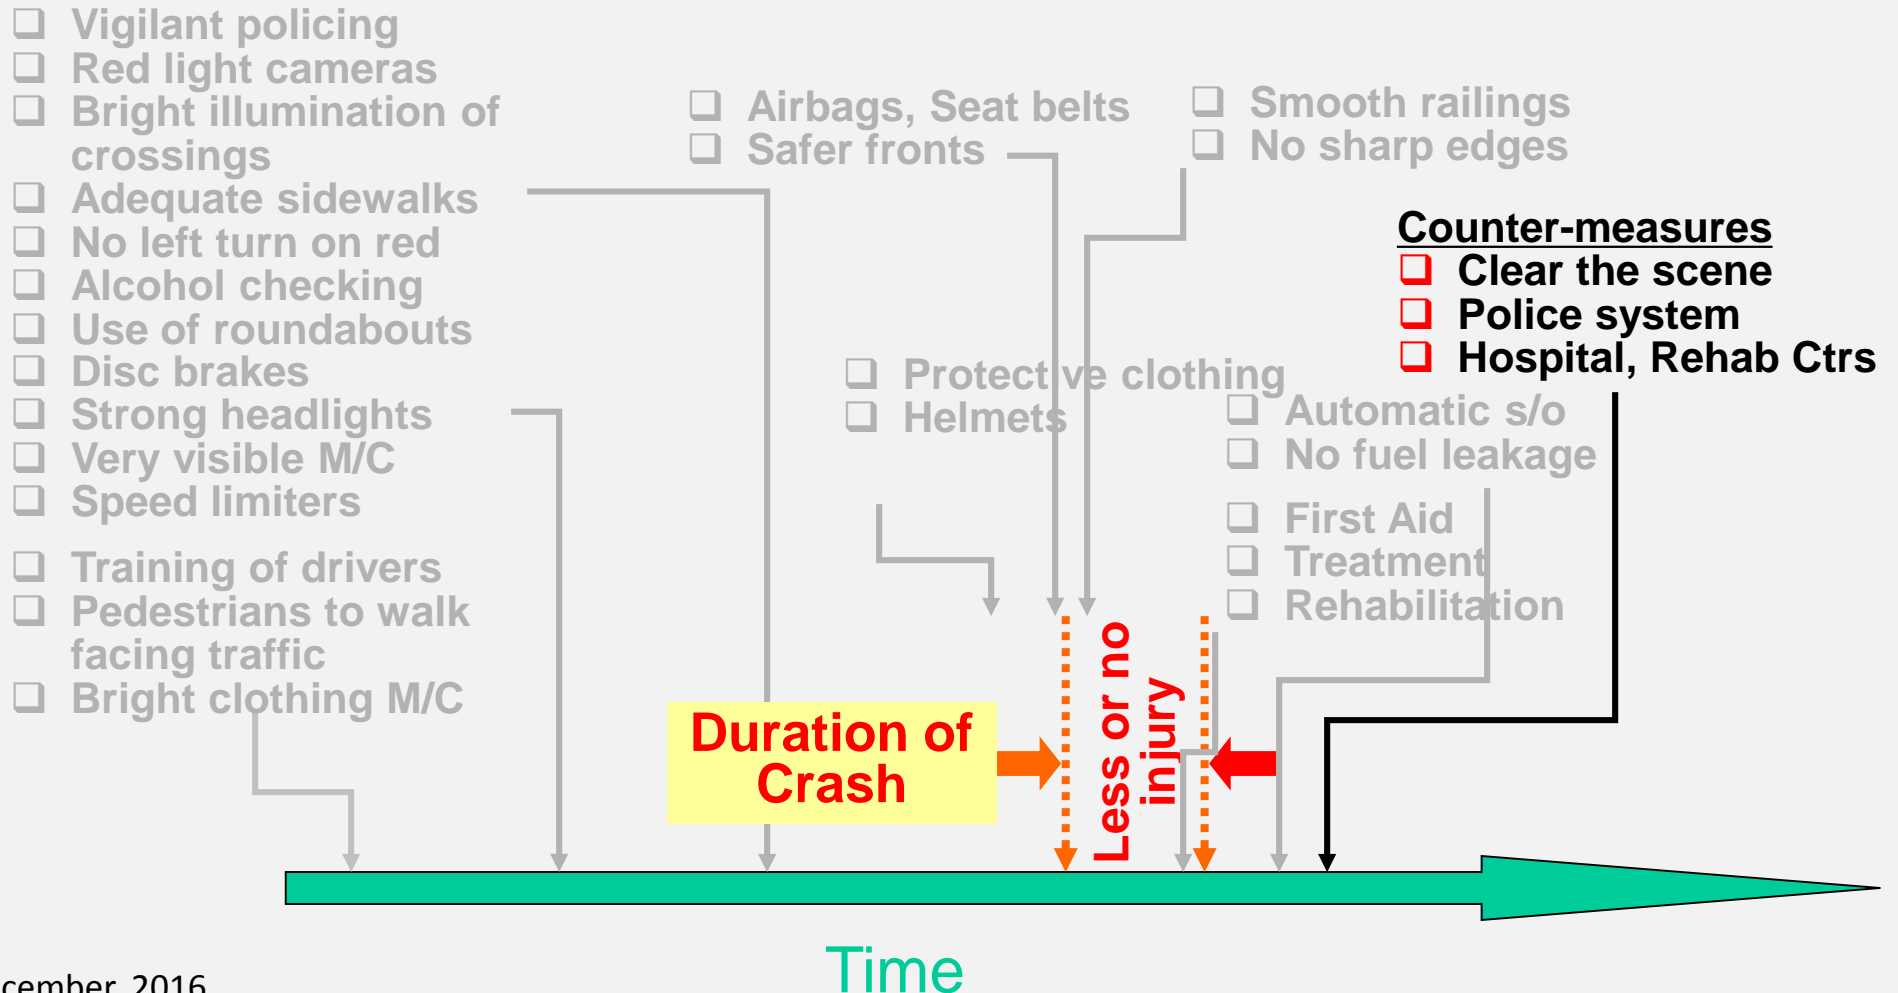 Vigilant policing
Red light cameras
Bright illumination of
crossings
Adequate sidewalks
No left turn on red
Alcohol checking
Use of roundabouts
Disc brakes
Strong headlights
Very visible M/C
Speed limiters
Training of drivers
Pedestrians to walk
facing traffic
Bright clothing M/C
Airbags, Seat belts
Safer fronts
Smooth railings
No sharp edges
Protective clothing
Helmets
Counter-measures
Clear the scene
Police system
Hospital, Rehab Ctrs
Automatic s/o
No fuel leakage
First Aid
Treatment
Rehabilitation
Duration of
Crash
Less or no
injury
Time
cember, 2016